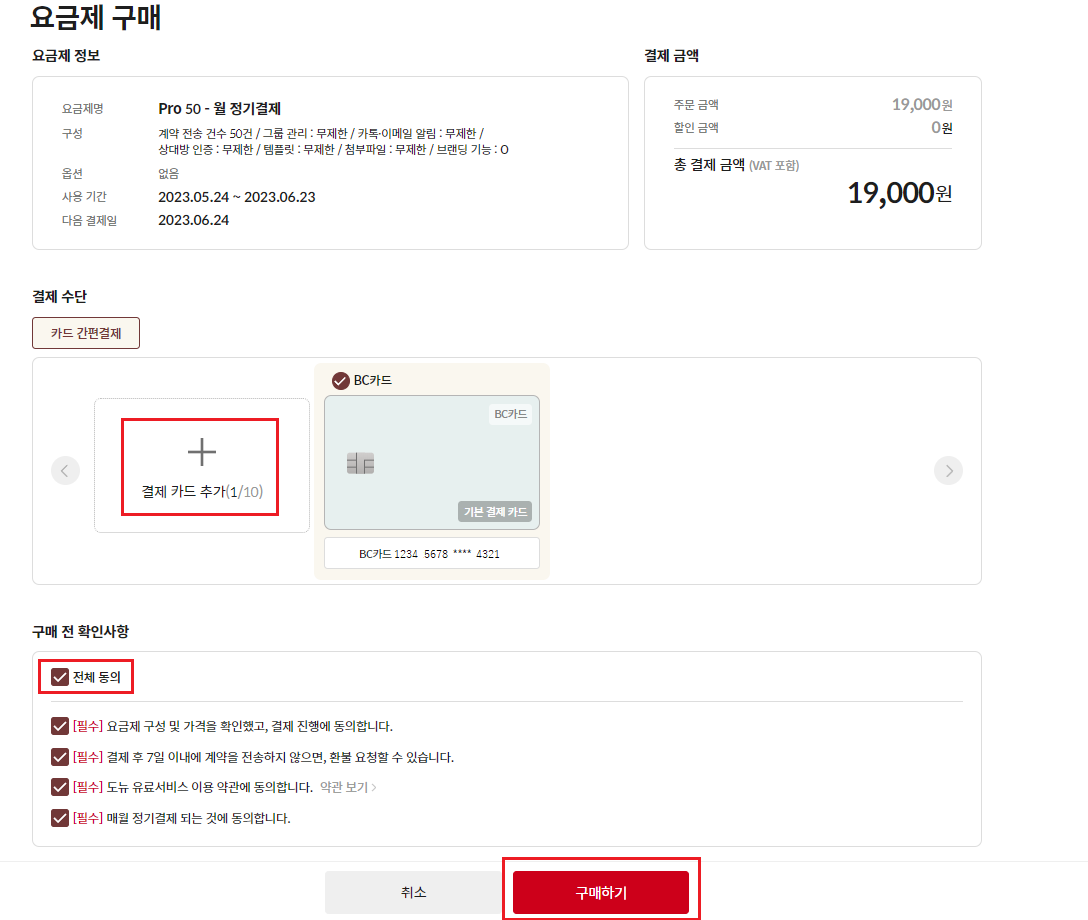 요금제 구매
요금제 정보
요금제명 Pro 50 - 월 정기결제
구성 계약 전송 건수 50건 / 그룹 관리 : 무제한 / 카톡·이메일 알림 : 무제한 /
상대방 인증 : 무제한 / 템플릿 : 무제한 / 첨부파일 : 무제한 / 브랜딩 기능 : O
옵션 없음
사용 기간 2023.05.24 ~ 2023.06.23
다음 결제일 2023.06.24
결제 금액
주문 금액 19,000원
할인 금액 0원
총 결제 금액 (VAT 포함)
19,000원
결제 수단
카드 간편결제
결제 카드 추가(1/10)
BC카드
BC카드
기본 결제 카드
BC카드 1234 5678 **** 4321
구매 전 확인사항
전체 동의
[필수] 요금제 구성 및 가격을 확인했고, 결제 진행에 동의합니다.
[필수] 결제 후 7일 이내에 계약을 전송하지 않으면, 환불 요청할 수 있습니다.
[필수] 도뉴 유료서비스 이용 약관에 동의합니다. 약관 보기 >
[필수] 매월 정기결제 되는 것에 동의합니다.
취소 구매하기